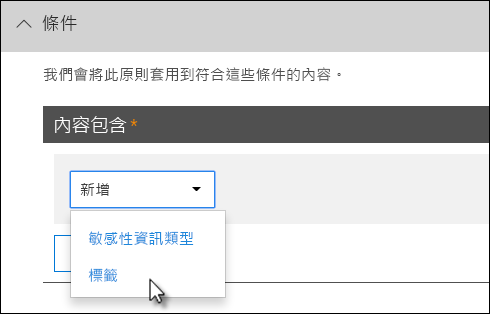 條件
我們會將此原則套用到符合這些條件的內容。
內容包含*
新增
敏感性資訊類型
標籤